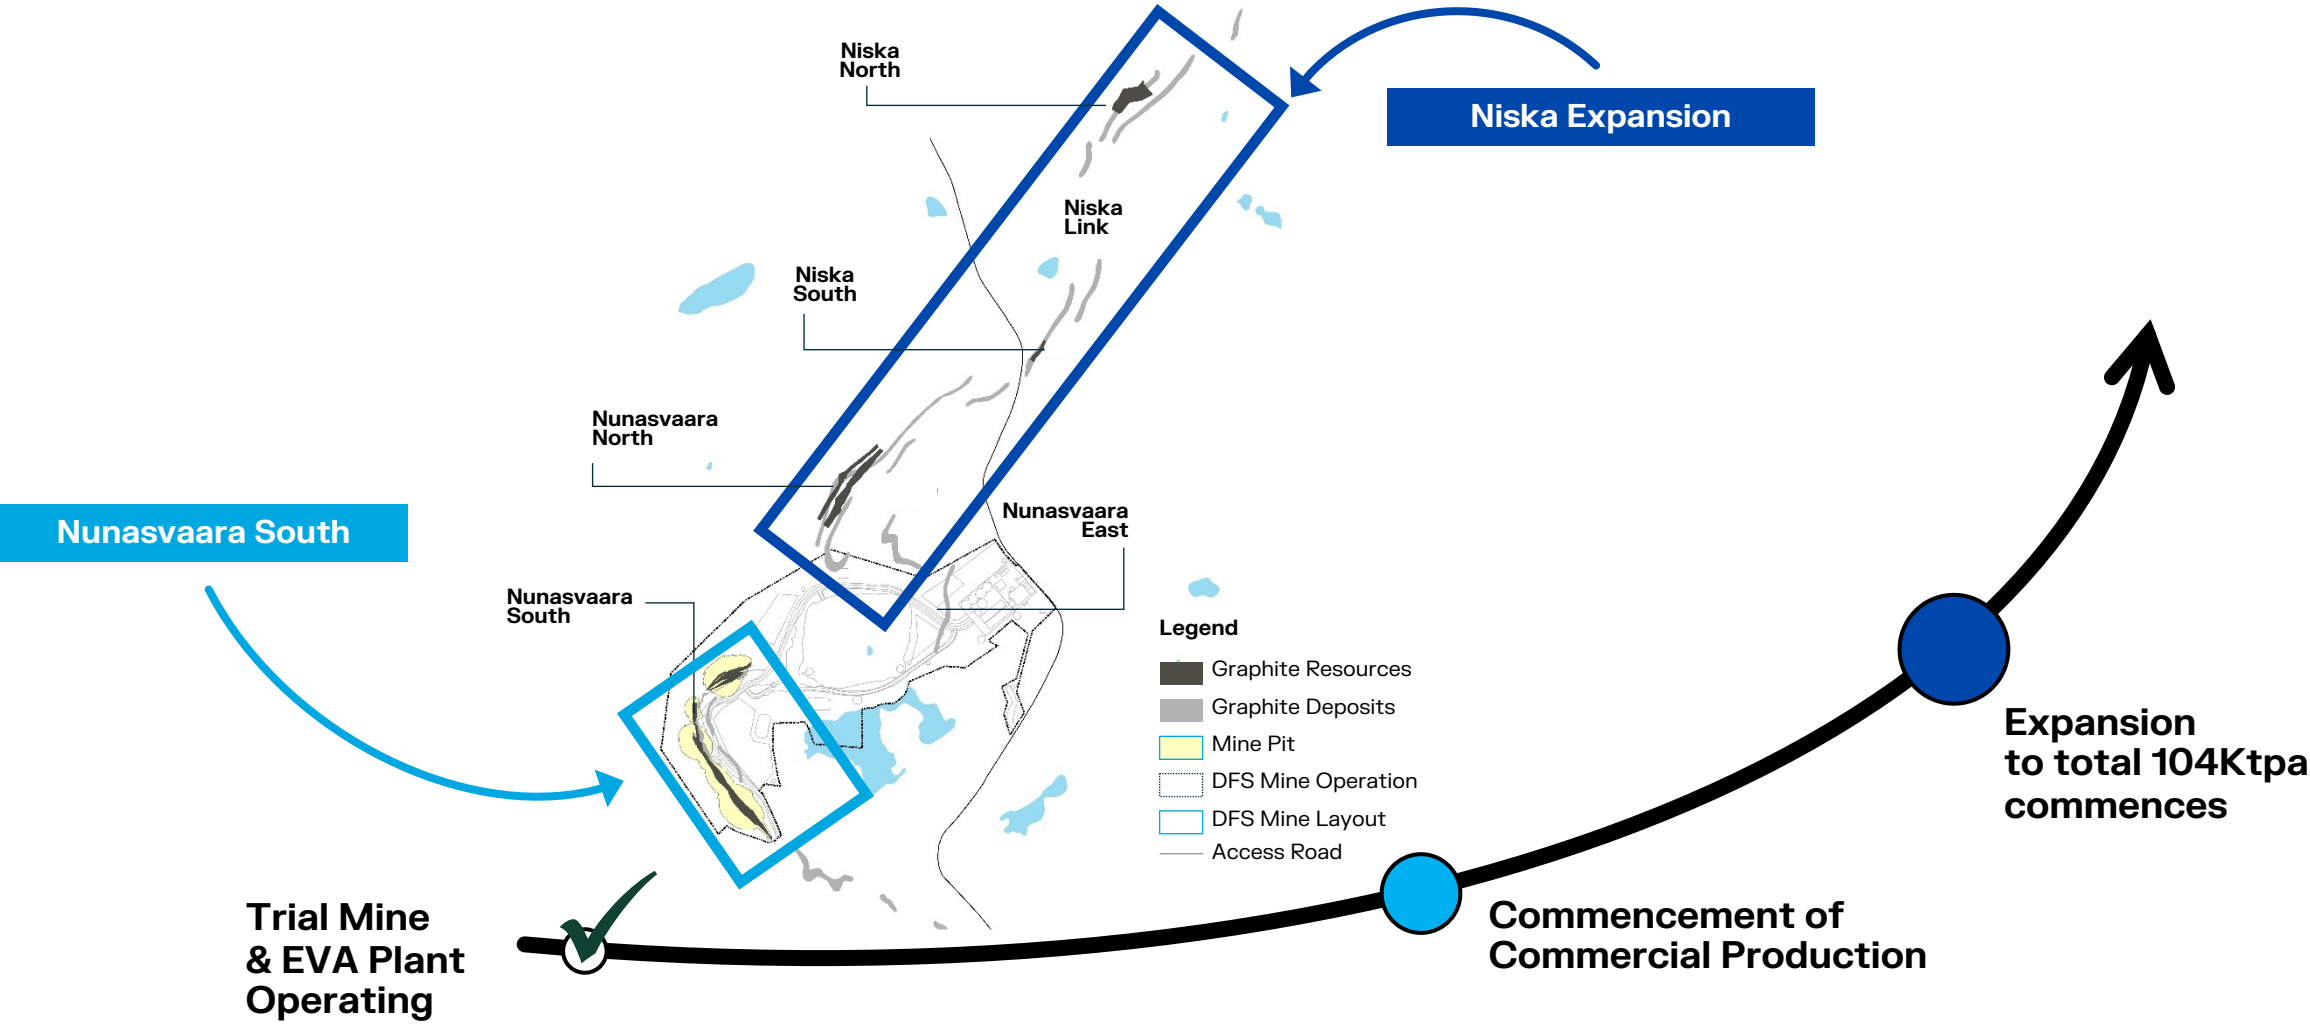 Niska
North
Niska Expansion
Niska
Link
Niska
South
Nunasvaara
North
Nunasvaara South
Nunasvaara
East
Nunasvaara
South
Legend
Graphite Resources
Graphite Deposits
Mine Pit
DFS Mine Operation
DFS Mine Layout
Access Road
Trial Mine
& EVA Plant
Operating
Commencement of
Commercial Production
Expansion
to total 104Ktpa
commences